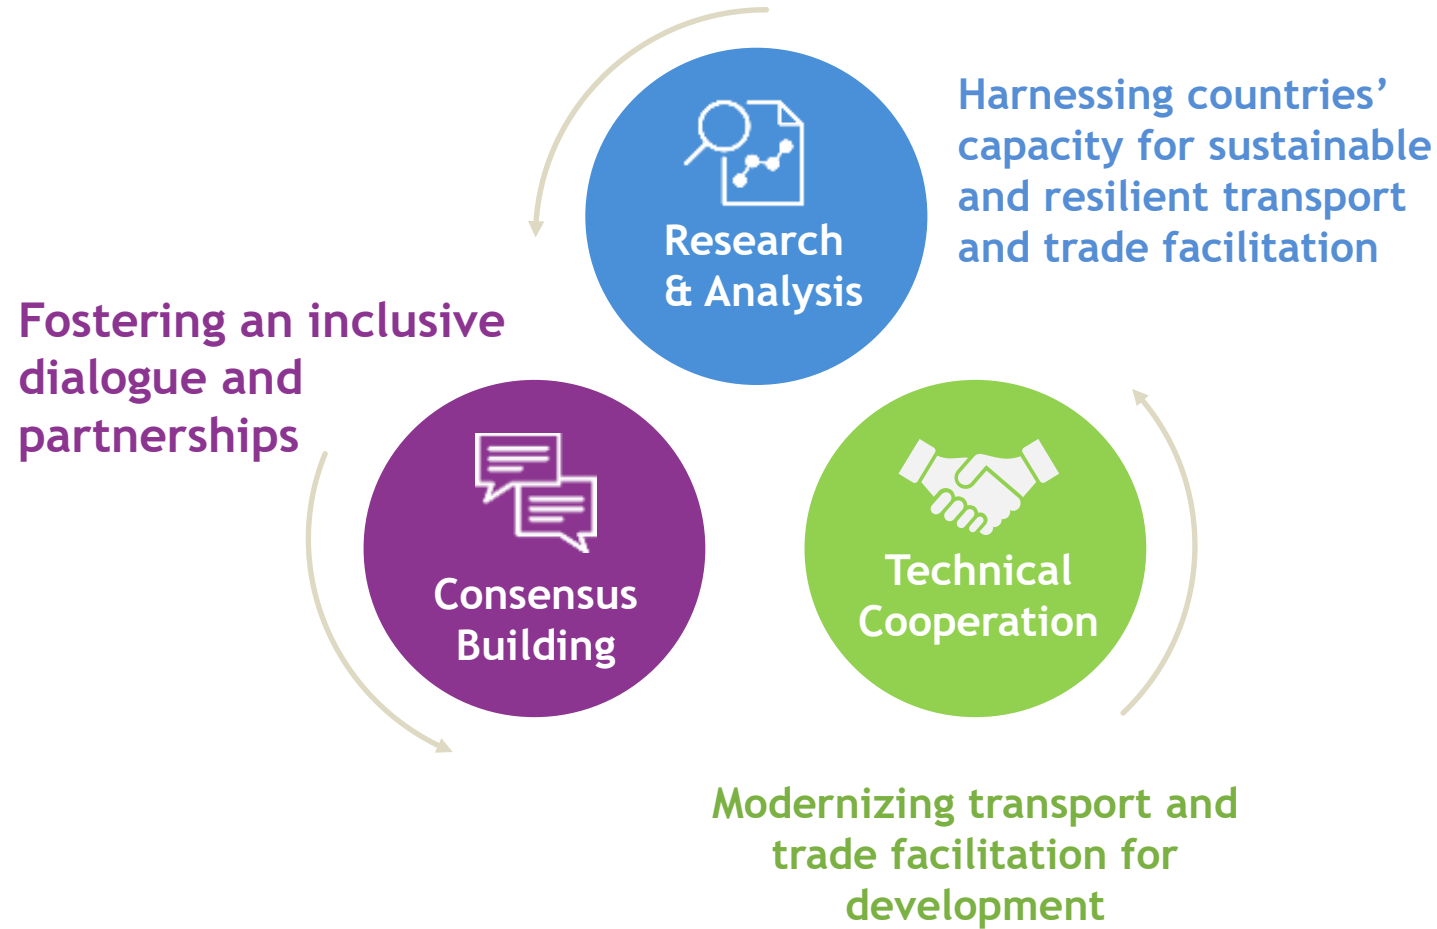 Harnessing countries’
capacity for sustainable
and resilient transport
and trade facilitation
Research
& Analysis
Fostering an inclusive
dialogue and
partnerships
Consensus
Building
Technical
Cooperation
Modernizing transport and
trade facilitation for
development